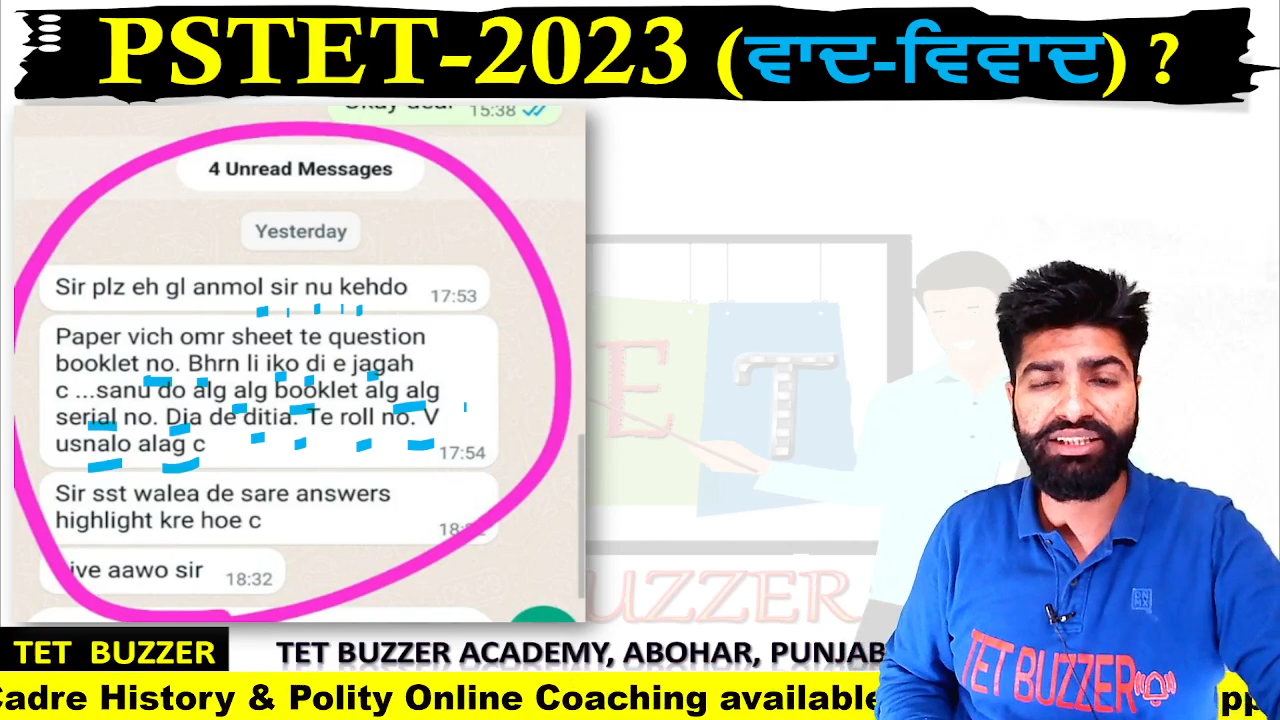 PSTET-2023 (ਵਾਦ-ਵਿਵਾਦ) ?
15:38
4 Unread Messages
Yesterday
Sir plz eh gl anmol sir nu kehdo 17:53
Paper vich omr sheet te question
booklet no. Bhrn li iko di e jagah
c ...sanu do alg alg booklet alg alg
serial no. Dia de ditia. Te roll no. V
usnalo alag c 17:54
Sir sst walea de sare answers
highlight kre hoe c
ive aawo sir 18:32
E T
BUZZER
DN
MX
TET BUZZER
TET BUZZER TET BUZZER ACADEMY, ABOHAR, PUNJAB
Cadre History & Polity Online Coaching available pp